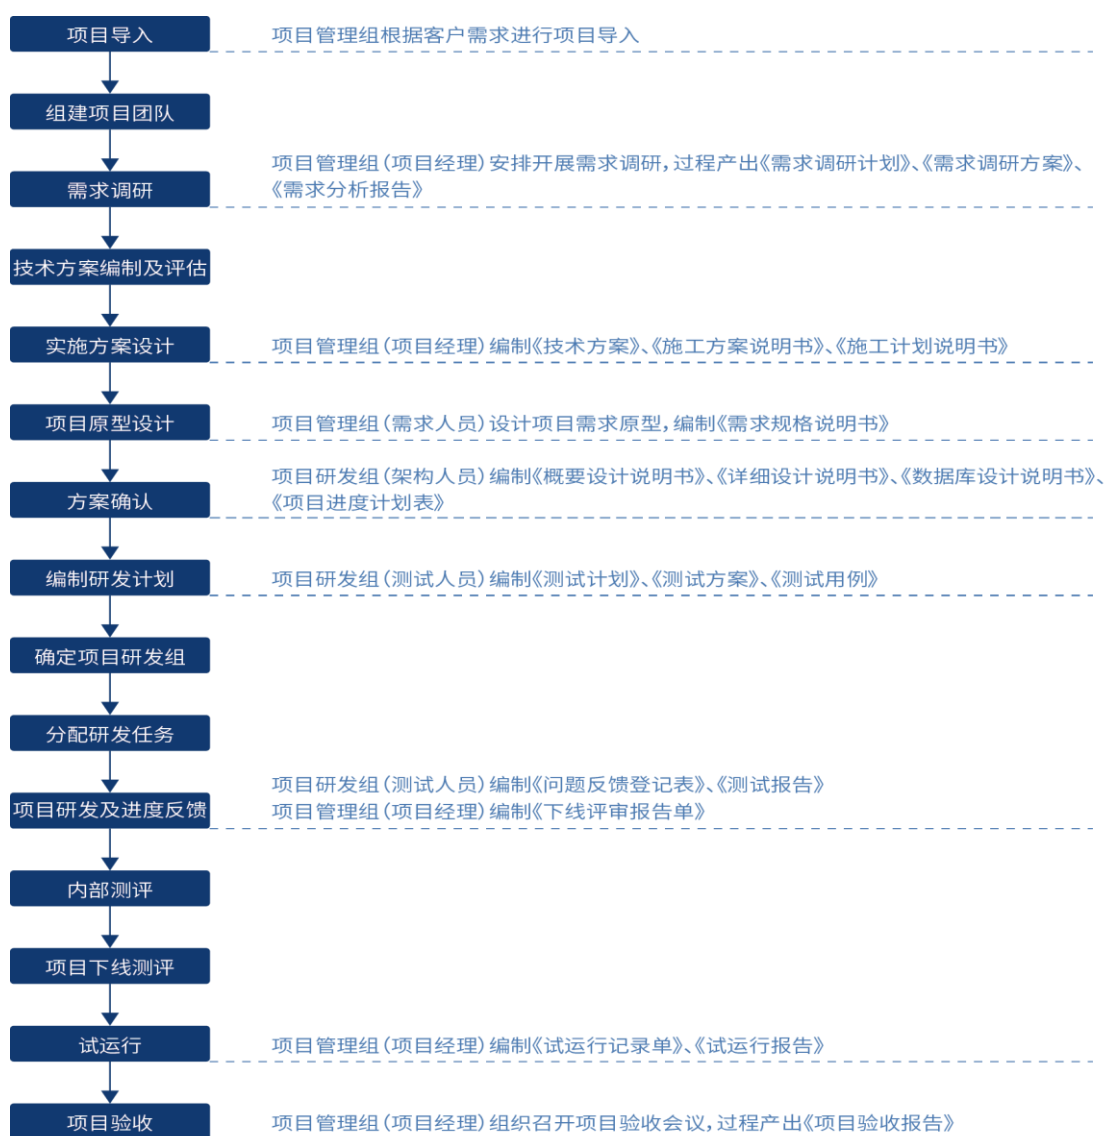 项目导入
项目管理组根据客户需求进行项目导入
组建项目团队
项目管理组(项目经理)安排开展需求调研,过程产出《需求调研计划》、《需求调研方案》、
《需求分析报告》
需求调研
技术方案编制及评估
实施方案设计
项目管理组(项目经理)编制《技术方案》、《施工方案说明书》、《施工计划说明书》
项目原型设计
项目管理组(需求人员)设计项目需求原型,编制《需求规格说明书》
项目研发组(架构人员)编制《概要设计说明书》、《详细设计说明书》、《数据库设计说明书》、
《项目进度计划表》
方案确认
编制研发计划
项目研发组(测试人员)编制《测试计划》、《测试方案》、《测试用例》
确定项目研发组
分配研发任务
项目研发组(测试人员)编制《问题反馈登记表》、《测试报告》
项目管理组(项目经理)编制《下线评审报告单》
项目研发及进度反馈
内部测评
项目下线测评
试运行
项目管理组(项目经理)编制《试运行记录单》、《试运行报告》
项目验收
项目管理组(项目经理)组织召开项目验收会议,过程产出《项目验收报告》